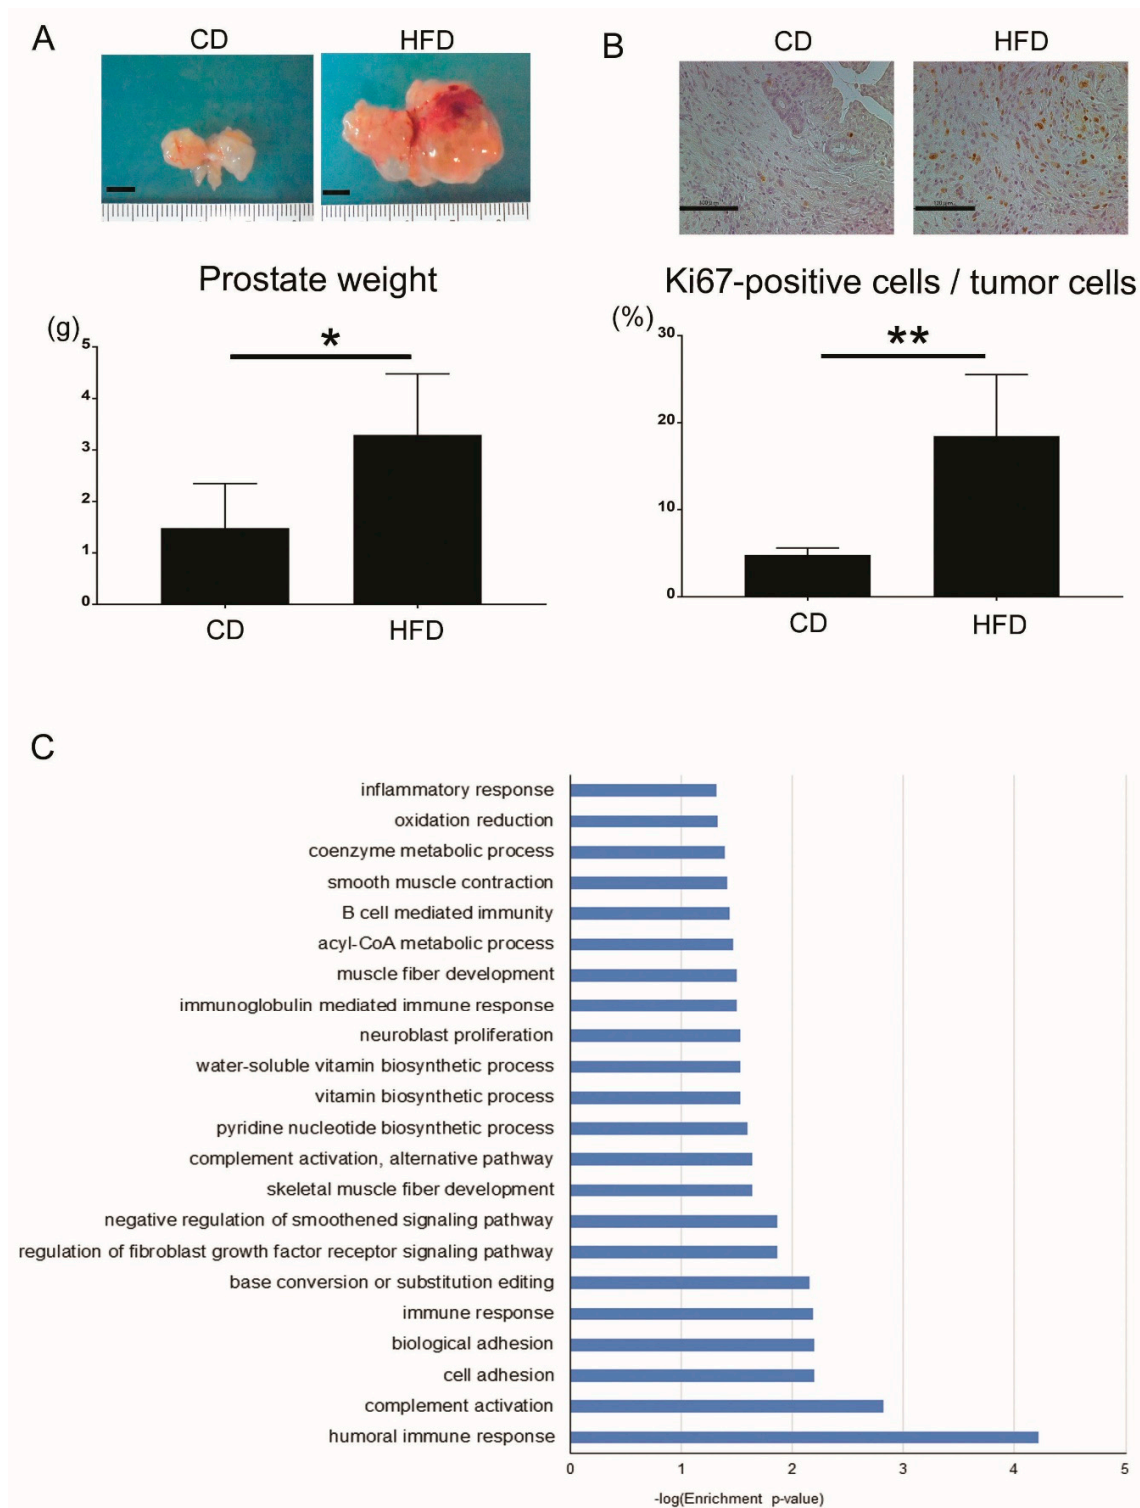 A
CD
HFD
B
CD
HFD
Prostate weight
(g)
5
4
3
2
1
0
*
CD
HFD
Ki67-positive cells / tumor cells
(%)
30
20
10
0
**
CD
HFD
C
inflammatory response
oxidation reduction
coenzyme metabolic process
smooth muscle contraction
B cell mediated immunity
acyl-CoA metabolic process
muscle fiber development
immunoglobulin mediated immune response
neuroblast proliferation
water-soluble vitamin biosynthetic process
vitamin biosynthetic process
pyridine nucleotide biosynthetic process
complement activation, alternative pathway
skeletal muscle fiber development
negative regulation of smoothened signaling pathway
regulation of fibroblast growth factor receptor signaling pathway
base conversion or substitution editing
immune response
biological adhesion
cell adhesion
complement activation
humoral immune response
0 1 2 3 4 5
-log(Enrichment p-value)